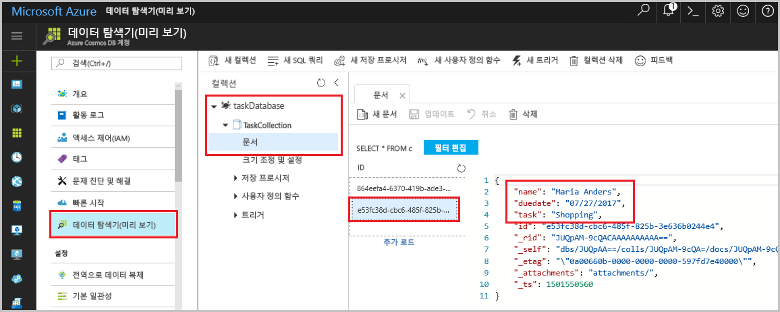 Microsoft Azure 데이터 탐색기(미리 보기)
데이터 탐색기(미리 보기)
Azure Cosmos DB 계정
검색(Ctrl+/)
개요
활동 로그
액세스 제어(IAM)
태그
문제 진단 및 해결
빠른 시작
데이터 탐색기(미리 보기)
설정
전역으로 데이터 복제
기본 일관성
새 컬렉션 새 SQL 쿼리 새 저장 프로시저 새 사용자 정의 함수 새 트리거 컬렉션 삭제 피드백
컬렉션
taskDatabase
TaskCollection
문서
크기 조정 및 설정
저장 프로시저
사용자 정의 함수
트리거
문서
새 문서 업데이트 취소 삭제
SELECT * FROM c 필터 편집
ID
864eefa4-6370-419b-ade3-...
e53fc38d-cbc6-485f-825b-...
추가 로드
1 {
2 "name": "Maria Anders",
3 "duedate": "07/27/2017",
4 "task": "Shopping",
5 "id": "e53fc38d-cbc6-485f-825b-3e636b0244e4",
6 "_rid": "JUQpAM-9cQACAAAAAAAAAA==",
7 "_self": "dbs/JUQpAA==/colls/JUQpAM-9cQA=/docs/JUQpAM-9c
8 "_etag": "\"0a00660b-0000-0000-0000-597fd7e40000\"",
9 "_attachments": "attachments/",
10 "_ts": 1501550560
11 }